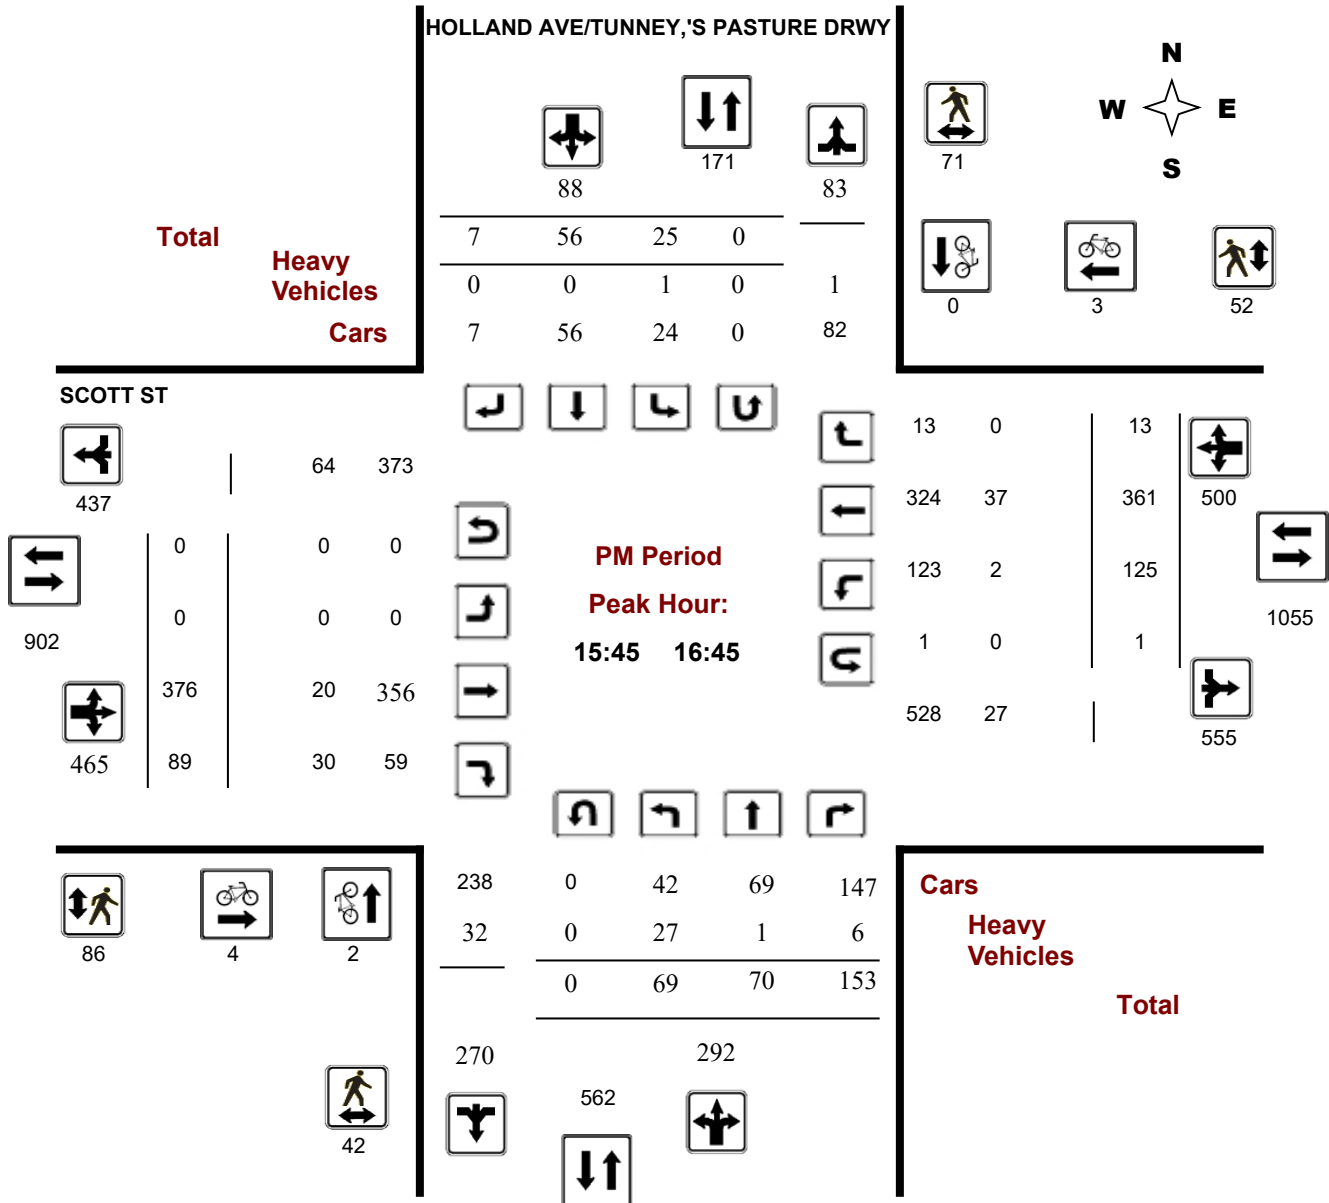 HOLLAND AVE/TUNNEY,'S PASTURE DRWY
N
W E
S
171
71
88 83
Total 7 56 25 0
Heavy
Vehicles
0 0 1 0 1
0 3 52
Cars 7 56 24 0 82
SCOTT ST
13 0 13
64 373
437
324 37 361 500
0 0 0
PM Period
123 2 125
Peak Hour:
0 0 0
1055
902
15:45 16:45
1 0 1
376 20 356
528 27
555
465 89 30 59
238 0 42 69 147
Cars
32 0 27 1 6
Heavy
Vehicles
86 4 2
0 69 70 153
Total
270 292
562
42